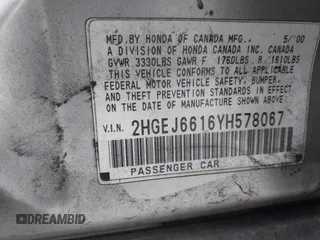 MFD. BY HONDA OF CANADA MFG., 5/'00
A DIVISION OF HONDA CANADA INC. CANADA
GVWR 3330LBS GAWR F 1760LBS R 1610LBS
THIS VEHICLE CONFORMS TO ALL APPLICABLE
FEDERAL MOTOR VEHICLE SAFETY, BUMPER,
AND THEFT PREVENTION STANDARDS IN EFFECT
ON THE DATE OF MANUFACTURE SHOWN ABOVE.
V.I.N. 2HGEJ6616YH578067
PASSENGER CAR
DREAMBID